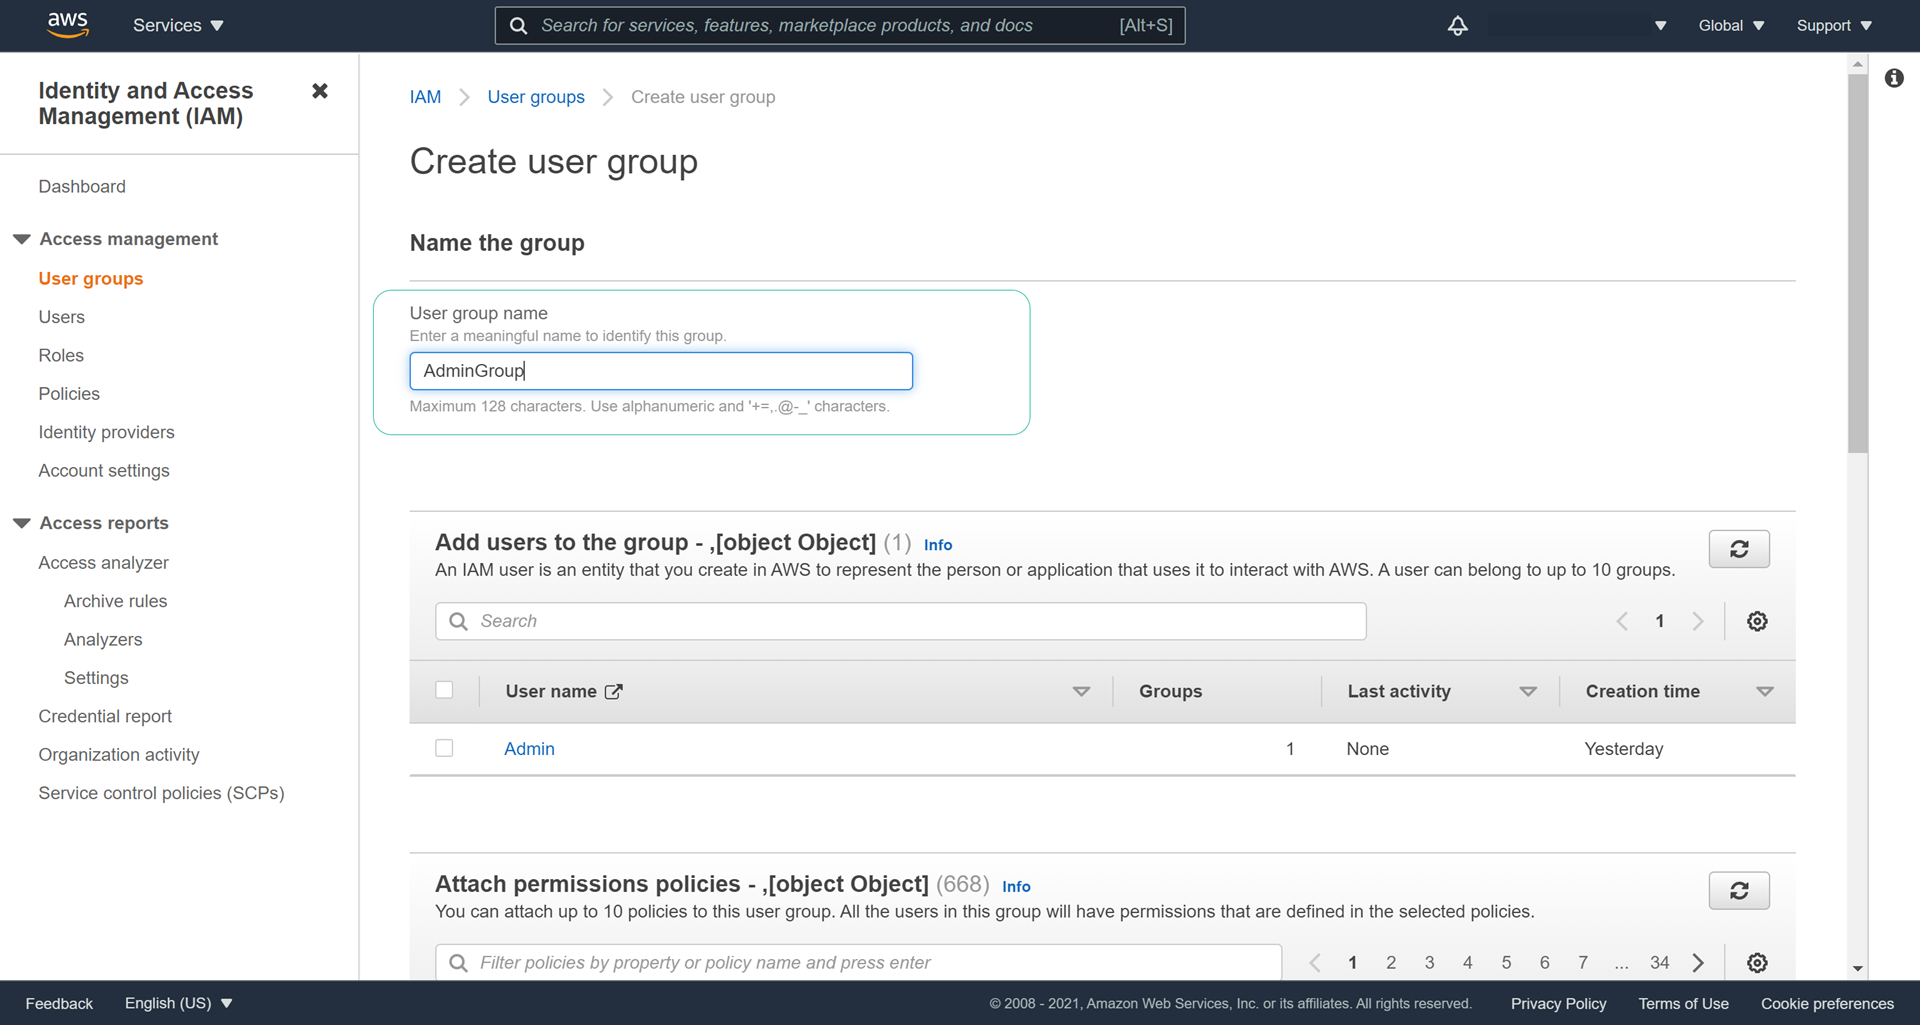 aws
Services
Search for services, features, marketplace products, and docs [Alt+S]
Global
Support
Identity and Access
Management (IAM)
Dashboard
Access management
User groups
Users
Roles
Policies
Identity providers
Account settings
Access reports
Access analyzer
Archive rules
Analyzers
Settings
Credential report
Organization activity
Service control policies (SCPs)
IAM > User groups > Create user group
Create user group
Name the group
User group name
Enter a meaningful name to identify this group.
AdminGroup
Maximum 128 characters. Use alphanumeric and '+=,.@-_' characters.
Add users to the group - ,[object Object] (1) Info
An IAM user is an entity that you create in AWS to represent the person or application that uses it to interact with AWS. A user can belong to up to 10 groups.
Search
1
User name Groups Last activity Creation time
Admin 1 None Yesterday
Attach permissions policies - ,[object Object] (668) Info
You can attach up to 10 policies to this user group. All the users in this group will have permissions that are defined in the selected policies.
Filter policies by property or policy name and press enter
1 2 3 4 5 6 7 ... 34
Feedback
English (US)
© 2008 - 2021, Amazon Web Services, Inc. or its affiliates. All rights reserved.
Privacy Policy
Terms of Use
Cookie preferences